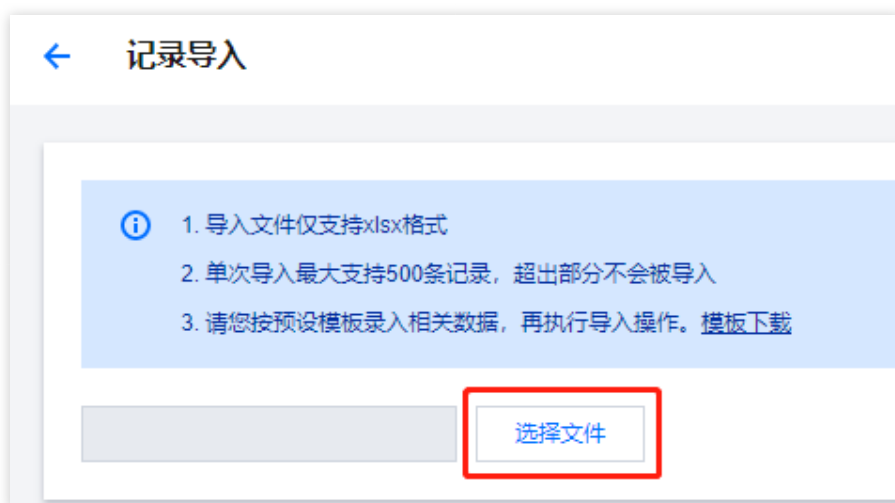 记录导入
1. 导入文件仅支持xlsx格式
2. 单次导入最大支持500条记录，超出部分不会被导入
3. 请您按预设模板录入相关数据，再执行导入操作。模板下载
选择文件